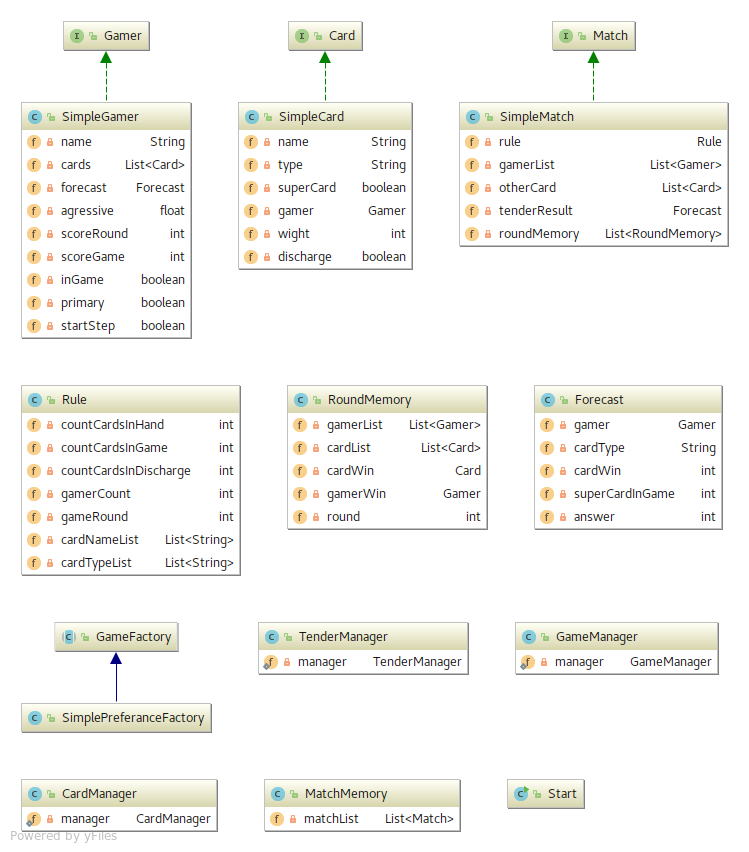 Gamer
Card
Match
SimpleGamer
name String
cards List<Card>
forecast Forecast
agressive float
scoreRound int
scoreGame int
inGame boolean
primary boolean
startStep boolean
SimpleCard
name String
type String
superCard boolean
gamer Gamer
wight int
discharge boolean
SimpleMatch
rule Rule
gamerList List<Gamer>
otherCard List<Card>
tenderResult Forecast
roundMemory List<RoundMemory>
Rule
countCardsInHand int
countCardsInGame int
countCardsInDischarge int
gamerCount int
gameRound int
cardNameList List<String>
cardTypeList List<String>
RoundMemory
gamerList List<Gamer>
cardList List<Card>
cardWin Card
gamerWin Gamer
round int
Forecast
gamer Gamer
cardType String
cardWin int
superCardInGame int
answer int
GameFactory
SimplePreferanceFactory
TenderManager
manager TenderManager
GameManager
manager GameManager
CardManager
manager CardManager
MatchMemory
matchList List<Match>
Start
Powered by yFiles